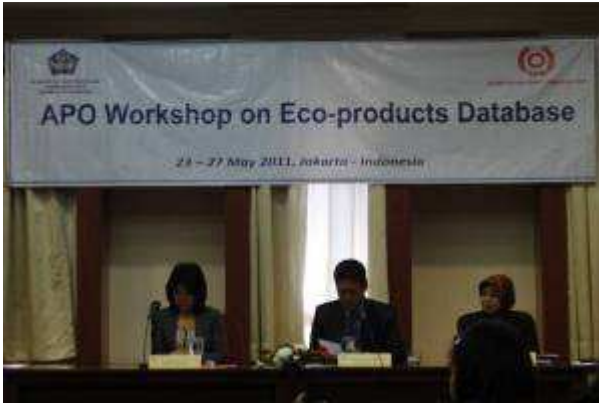 APO Workshop on Eco-products Database
23 – 27 May 2011, Jakarta - Indonesia